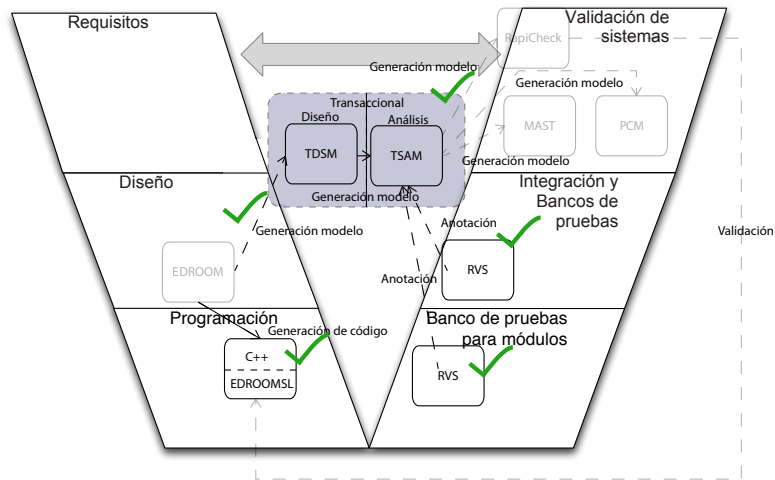 Requisitos
Validación de
sistemas
RapiCheck
Generación modelo
Generación modelo
Transaccional
Diseño
Análisis
TDSM
TSAM
MAST
PCM
Generación modelo
Generación modelo
Diseño
Integración y
Bancos de
pruebas
Generación modelo
Anotación
Validación
EDROOM
Anotación
RVS
Programación
Generación de código
Banco de pruebas
para módulos
C++
EDROOMSL
RVS